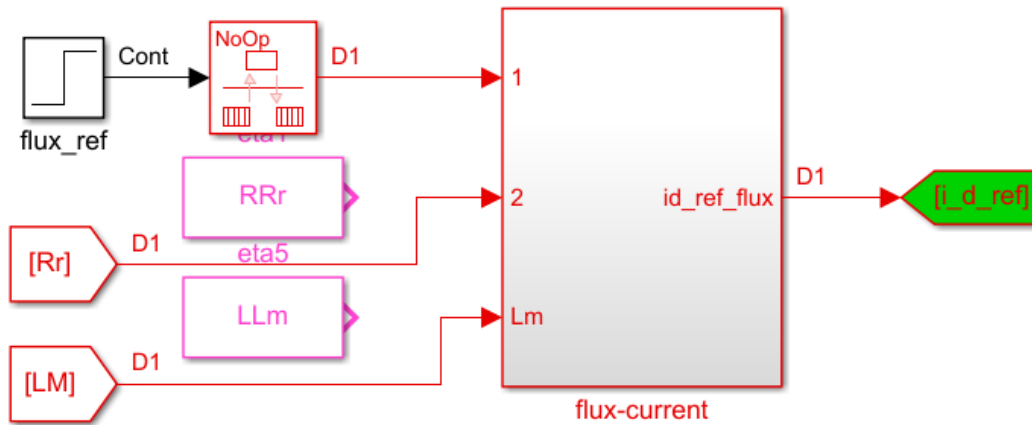 Cont
NoOp
D1
flux_ref
RRr
eta5
LLm
[Rr]
D1
[LM]
D1
1
2
Lm
id_ref_flux
flux-current
D1
[i_d_ref]